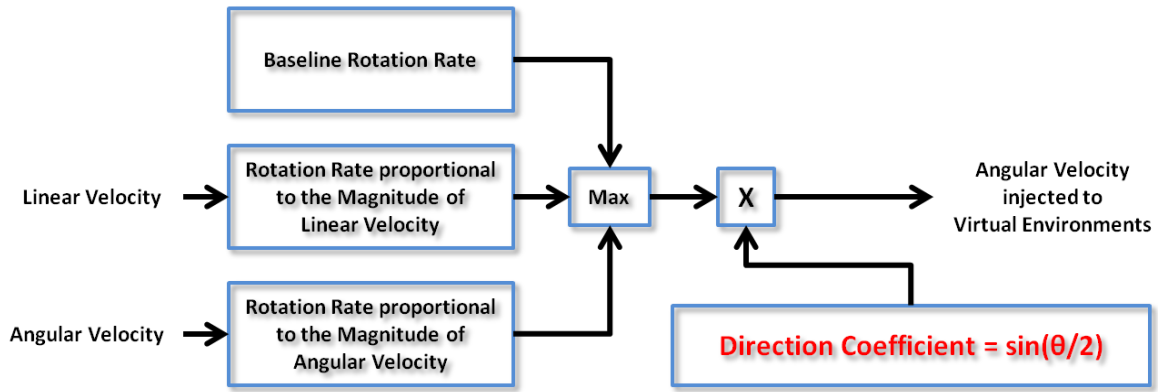 Baseline Rotation Rate
Linear Velocity
Rotation Rate proportional
to the Magnitude of
Linear Velocity
Max
X
Angular Velocity
injected to
Virtual Environments
Angular Velocity
Rotation Rate proportional
to the Magnitude of
Angular Velocity
Direction Coefficient = sin(θ/2)